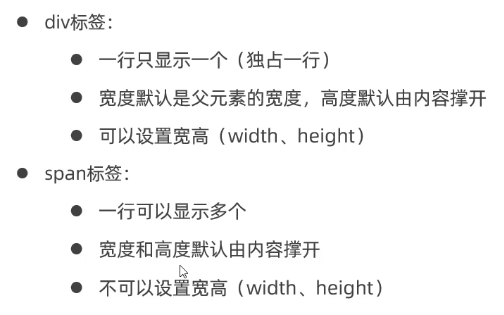 div标签：
一行只显示一个（独占一行）
宽度默认是父元素的宽度，高度默认由内容撑开
可以设置宽高（width、height）
span标签：
一行可以显示多个
宽度和高度默认由内容撑开
不可以设置宽高（width、height）